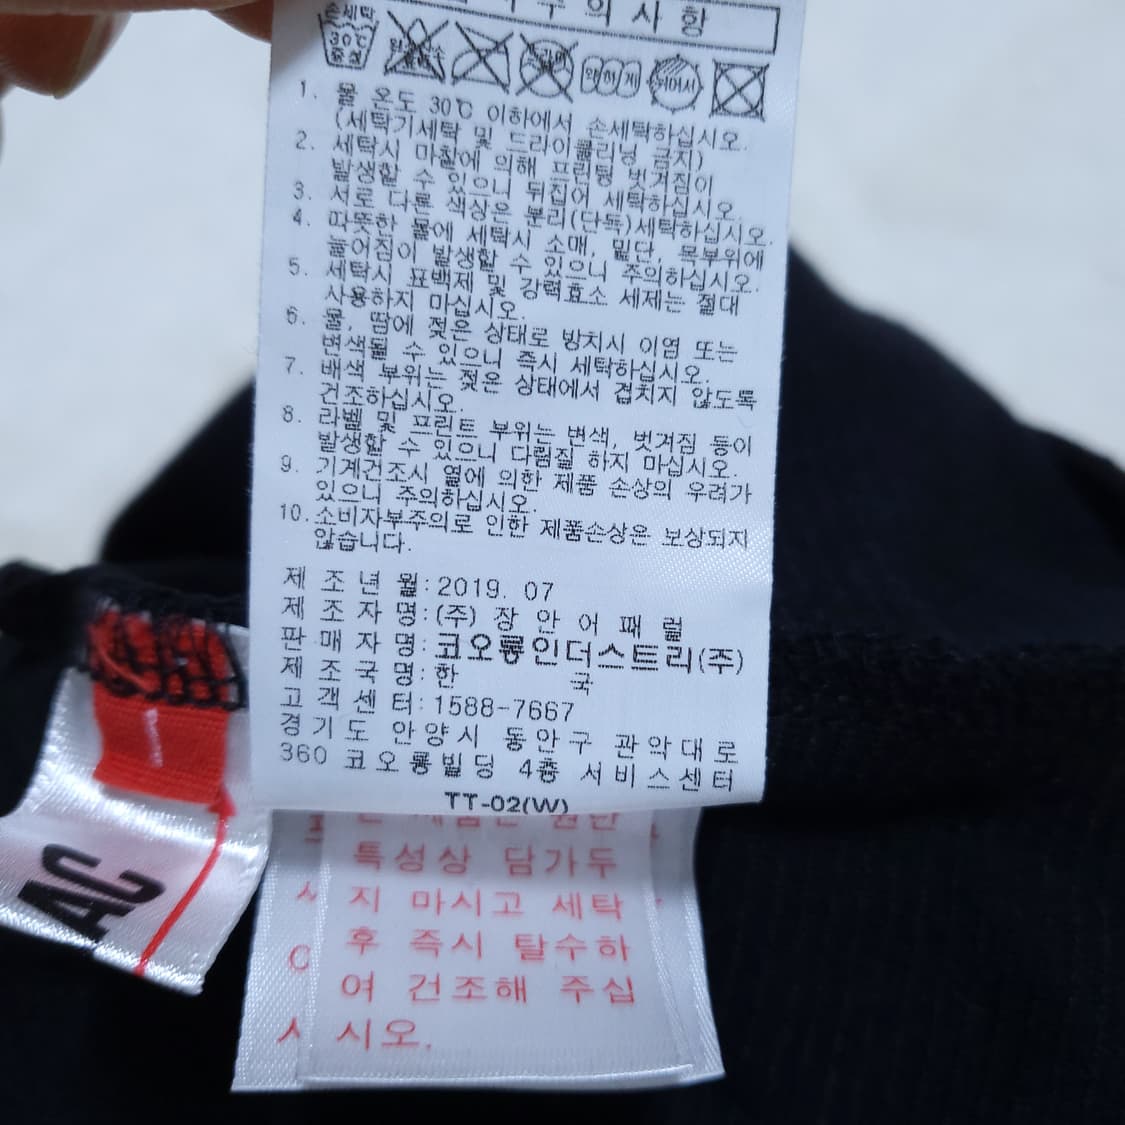 주의사항
손세탁
30℃
중성
약하게
뉘어서
1. 물 온도 30℃ 이하에서 손세탁하십시오.
(세탁기세탁 및 드라이클리닝 금지)
2. 세탁시 마찰에 의해 프린팅 벗겨짐이
발생할 수 있으니 뒤집어 세탁하십시오.
3. 서로 다른 색상은 분리(단독)세탁하십시오.
4. 따뜻한 물에 세탁시 소매, 밑단 목부위에
늘어짐이 발생할 수 있으니 주의하십시오.
5. 세탁시 표백제 및 강력효소 세제는 절대
사용하지 마십시오.
6. 물, 땀에 젖은 상태로 방치시 이염 또는
변색될 수 있으니 즉시 세탁하십시오.
7. 배색 부위는 젖은 상태에서 겹치지 않도록
건조하십시오.
8. 라벨 및 프린트 부위는 변색, 벗겨짐 등이
발생할 수 있으니 다림질 하지 마십시오.
9. 기계건조시 열에 의한 제품 손상의 우려가
있으니 주의하십시오.
10. 소비자부주의로 인한 제품손상은 보상되지
않습니다.
제조년월: 2019. 07
제조자명: (주) 장안어패럴
판매자명: 코오롱인더스트리(주)
제조국명: 한국
고객센터: 1588-7667
경기도 안양시 동안구 관악대로
360 코오롱빌딩 4층 서비스센터
TT-02(W)
특성상 담가두
지 마시고 세탁
후 즉시 탈수하
여 건조해 주십
시오.
AC